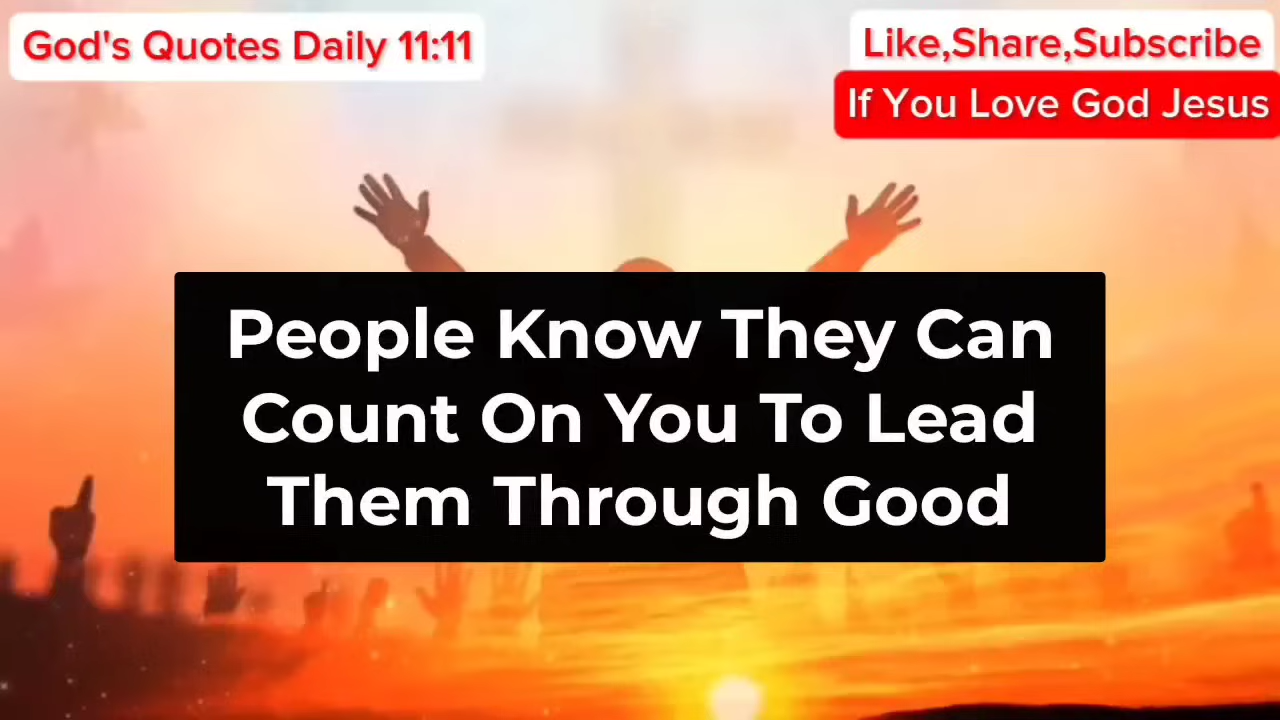 God's Quotes Daily 11:11
Like,Share,Subscribe
If You Love God Jesus
People Know They Can
Count On You To Lead
Them Through Good